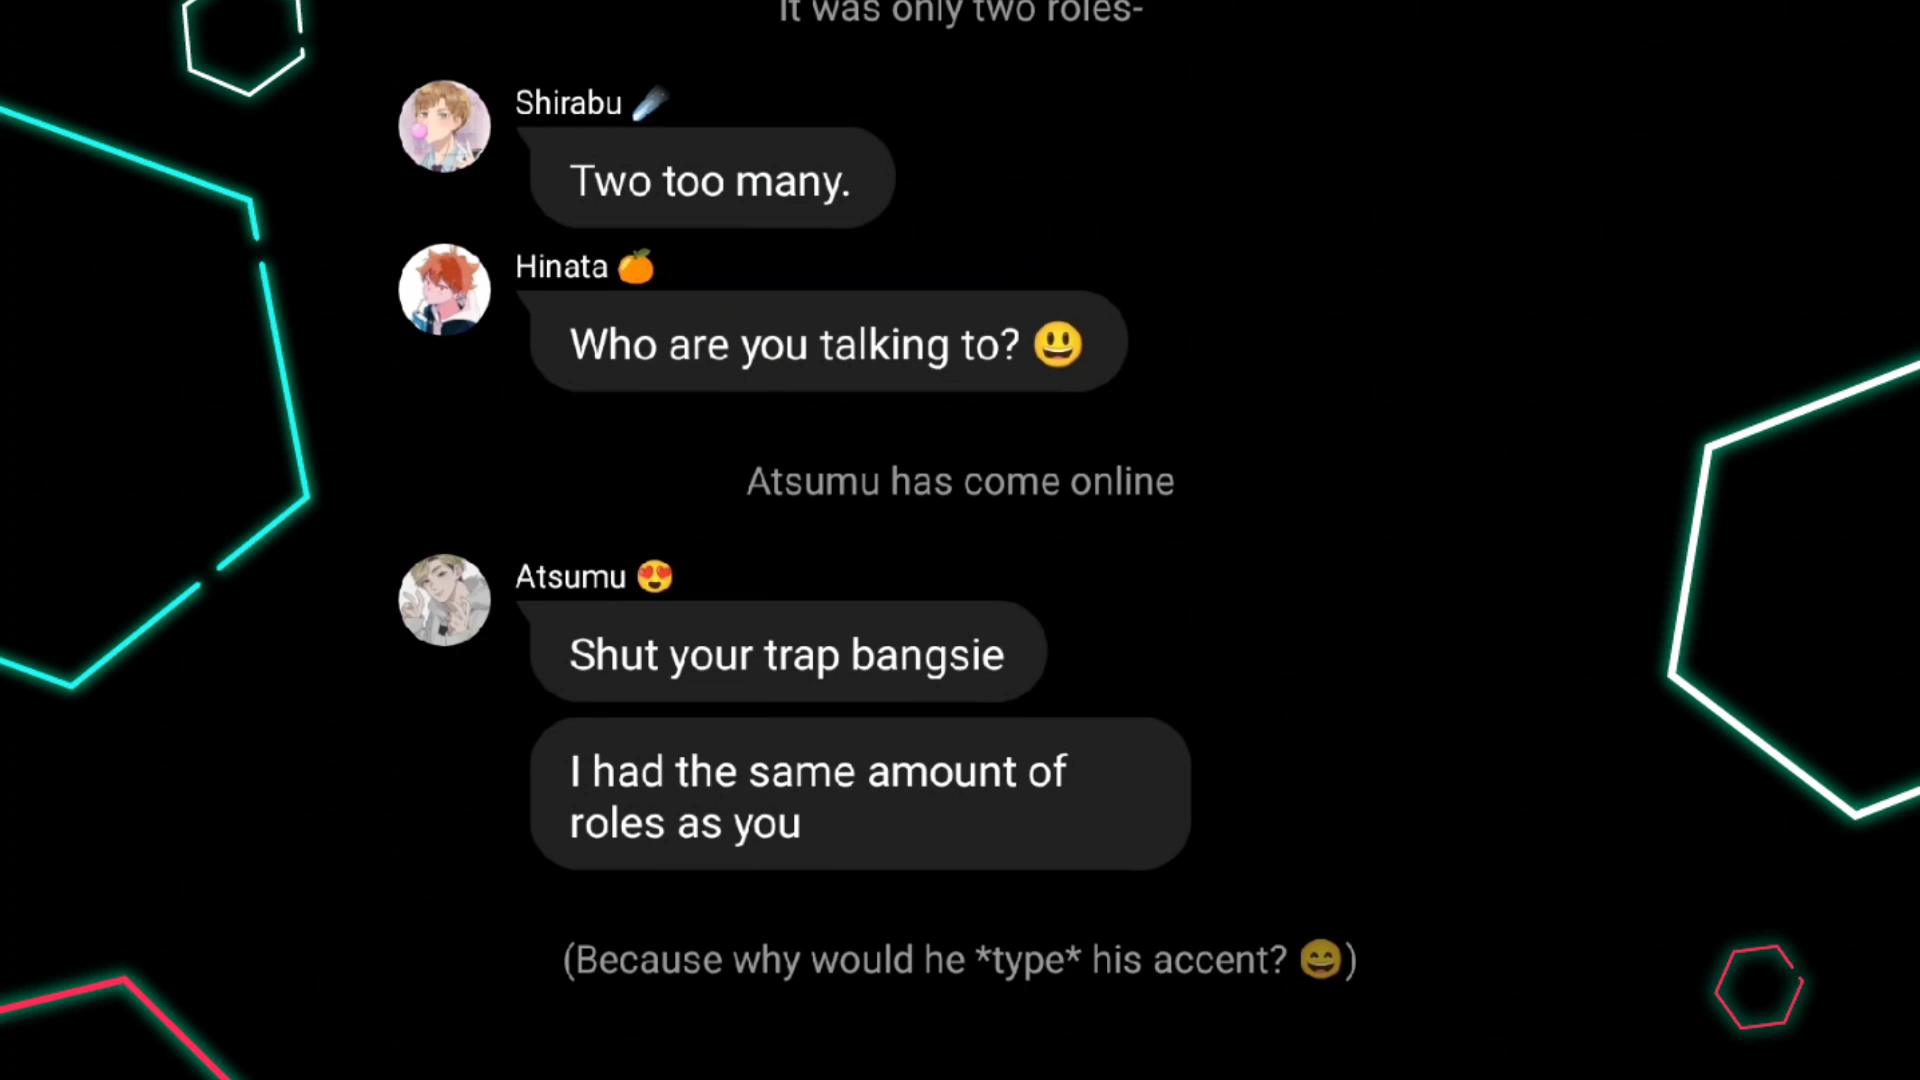 It was only two roles-
Shirabu ☄️
Two too many.
Hinata 🍊
Who are you talking to? 😃
Atsumu has come online
Atsumu 😍
Shut your trap bangsie
I had the same amount of
roles as you
(Because why would he *type* his accent? 😄)